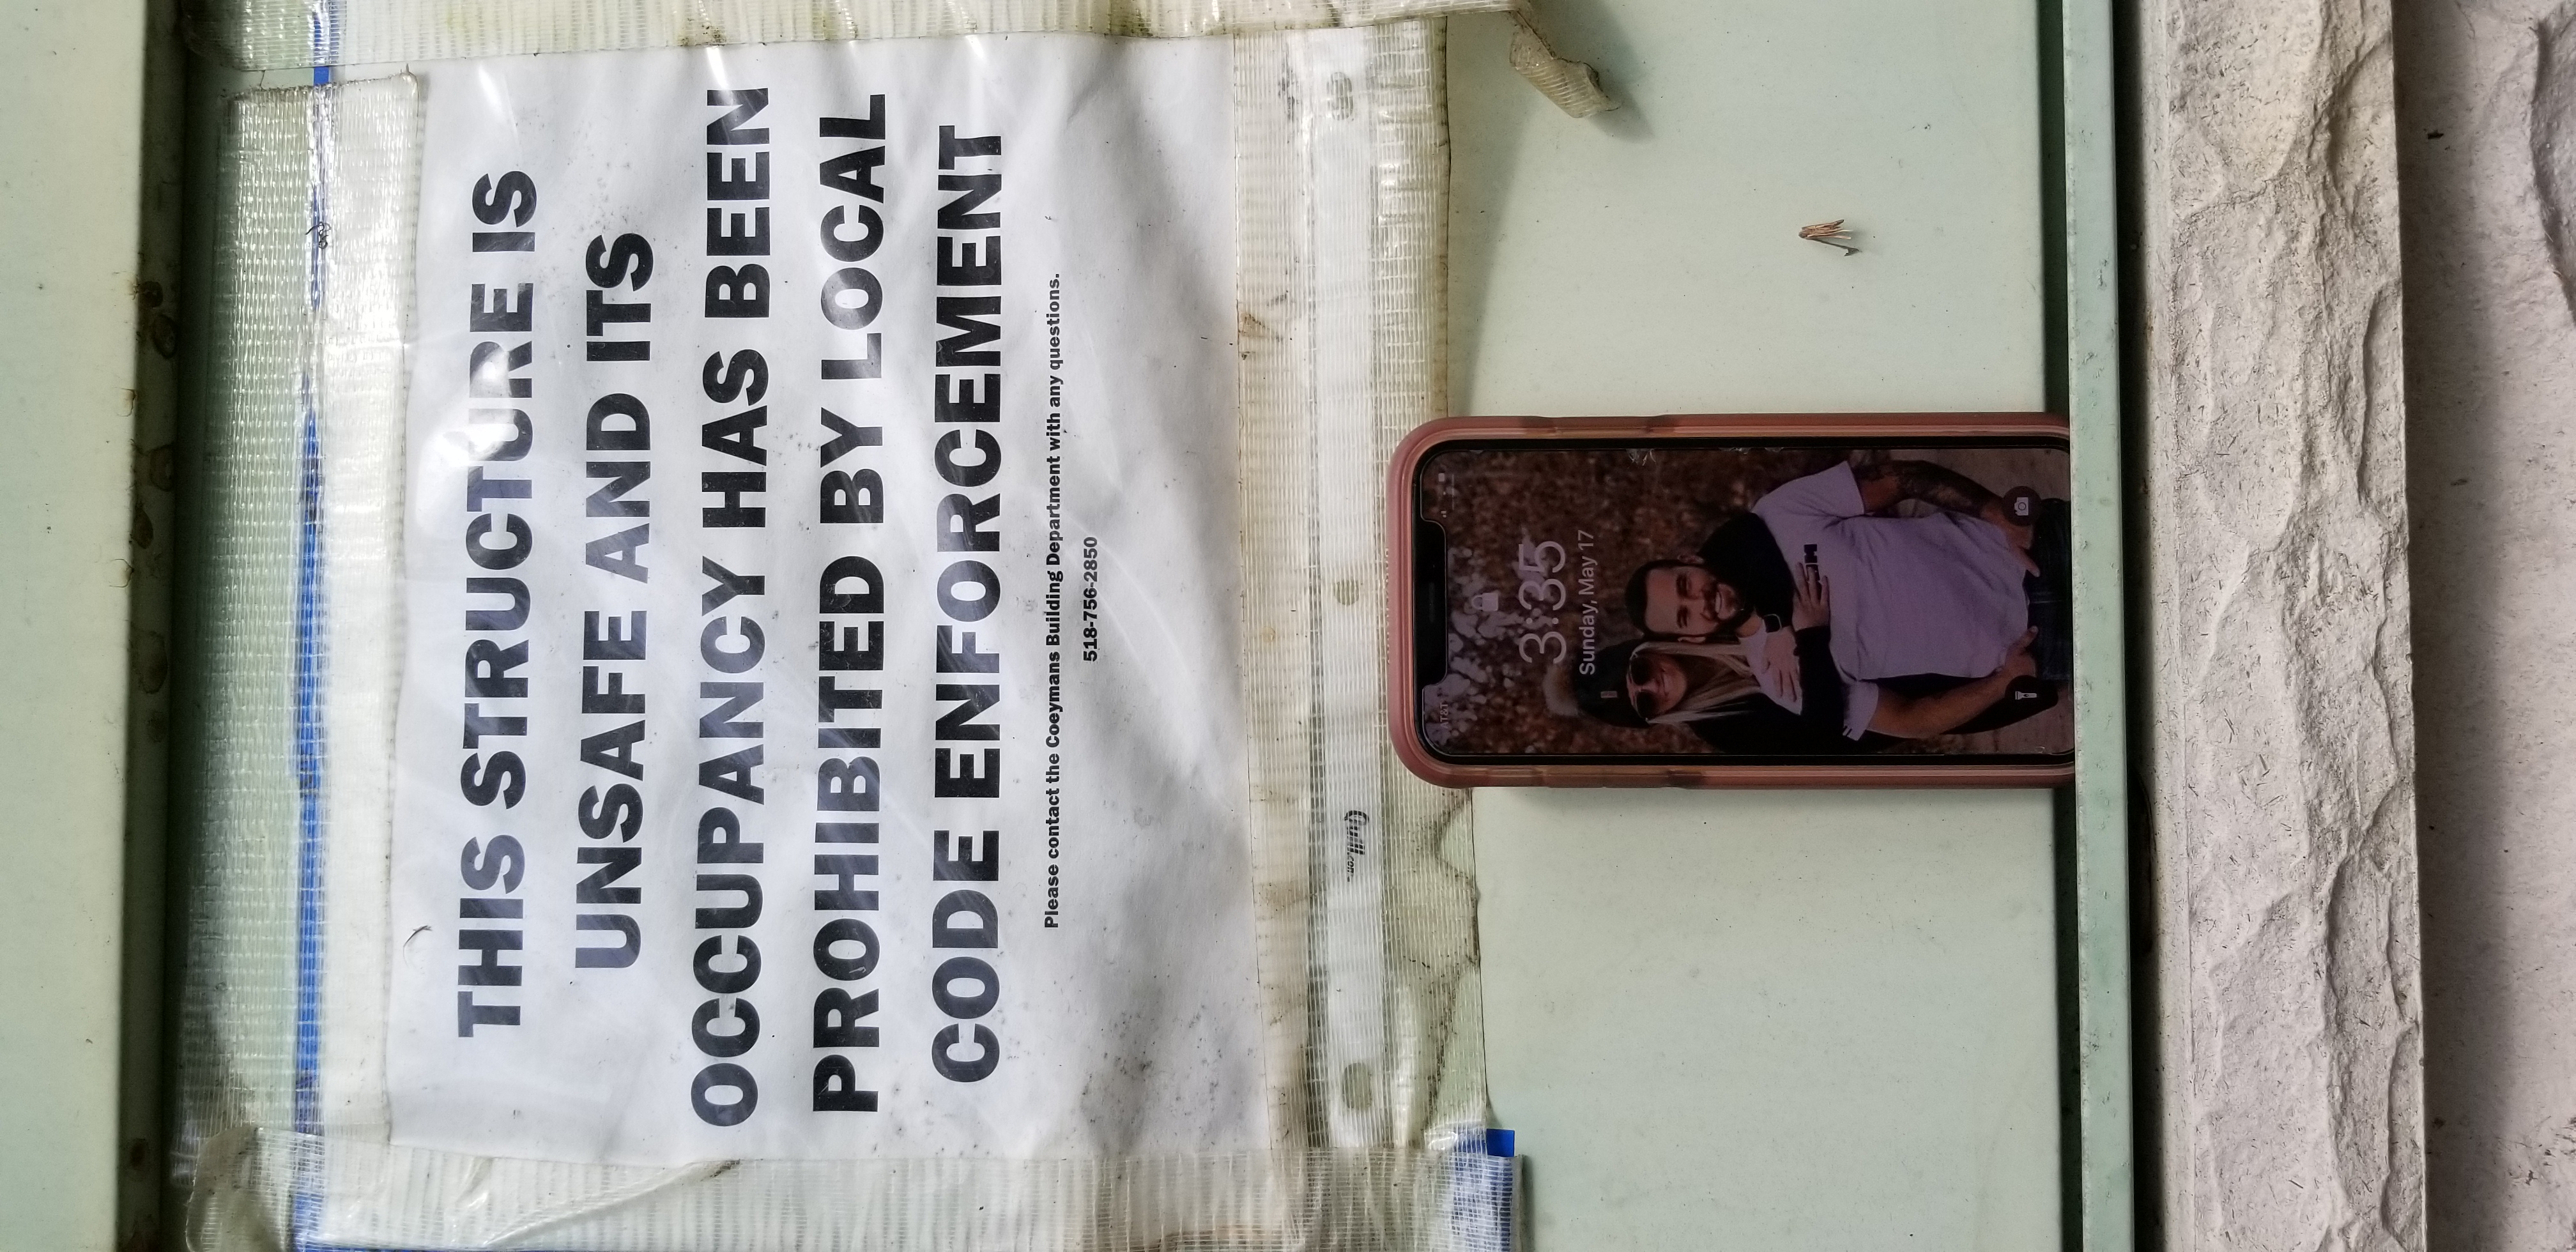 THIS STRUCTURE IS
UNSAFE AND ITS
OCCUPANCY HAS BEEN
PROHIBITED BY LOCAL
CODE ENFORCEMENT
Please contact the Coeymans Building Department with any questions.
518-756-2850
AT&T
3:35
Sunday, May 17